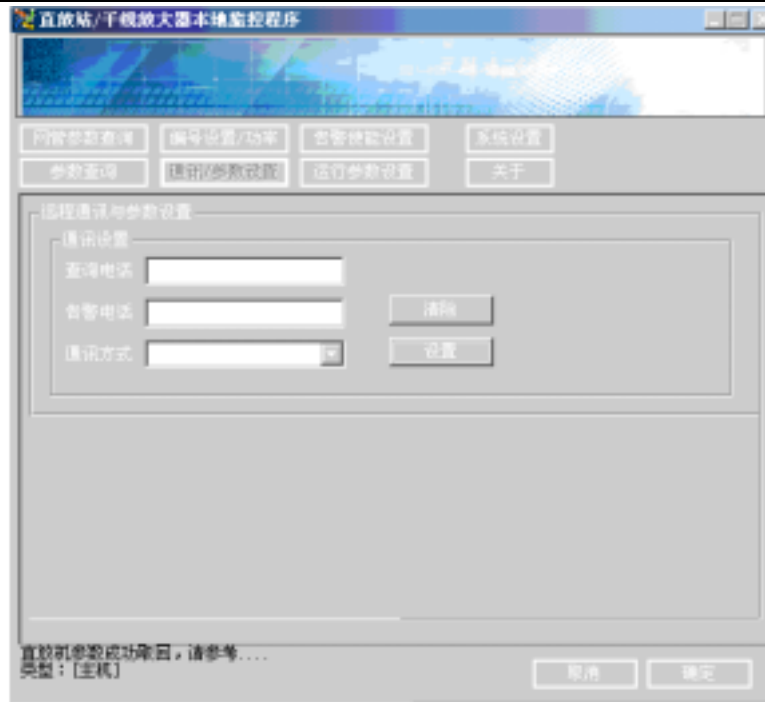 直放站/干线放大器本地监控程序
网管参数查询 编号设置/功率 告警使能设置 系统设置
参数查询 通讯/参数设置 运行参数设置 关于
远程通讯与参数设置
通讯设置
查询电话
告警电话 清除
通讯方式 设置
直放机参数成功取回，请参考....
类型：[主机]
取消 确定